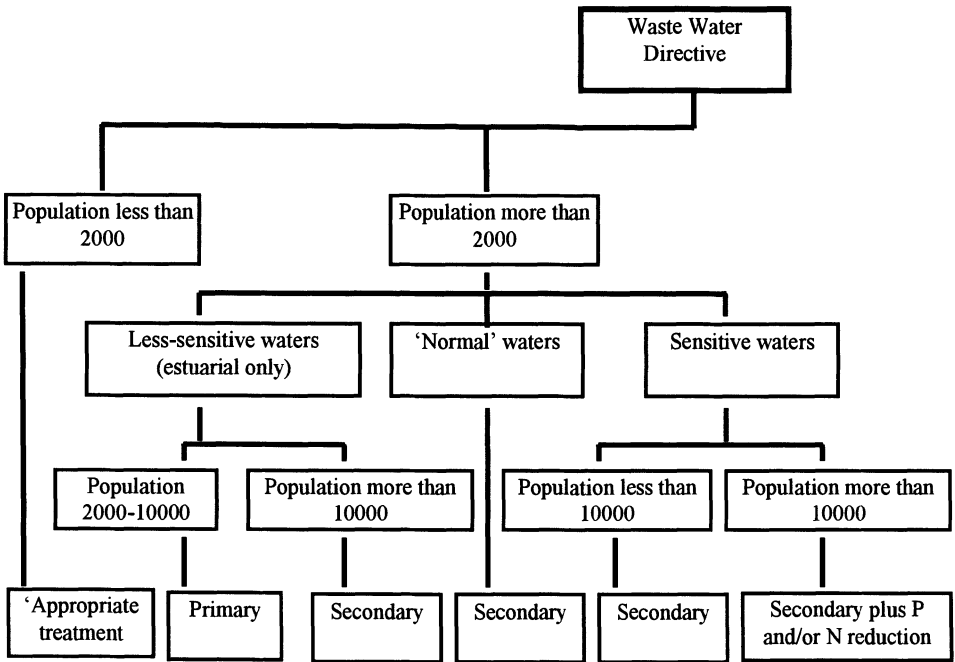 Waste Water
Directive
Population less than
2000
Population more than
2000
Less-sensitive waters
(estuarial only)
‘Normal’ waters
Sensitive waters
Population
2000-10000
Population more than
10000
Population less than
10000
Population more than
10000
‘Appropriate
treatment
Primary
Secondary
Secondary
Secondary
Secondary plus P
and/or N reduction